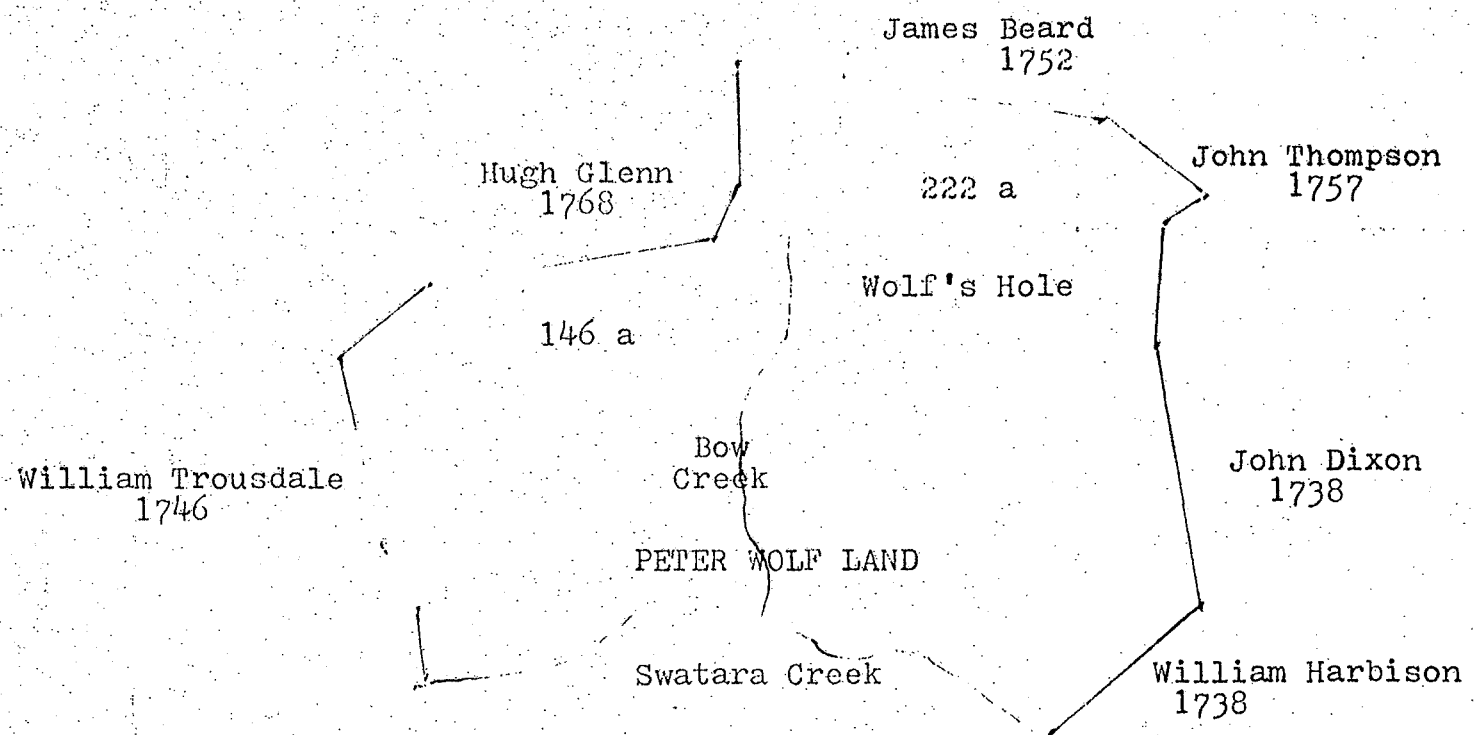 James Beard
1752
Hugh Glenn
1768
222 a
John Thompson
1757
Wolf's Hole
146 a
Bow
Creek
William Trousdale
1746
John Dixon
1738
PETER WOLF LAND
Swatara Creek
William Harbison
1738